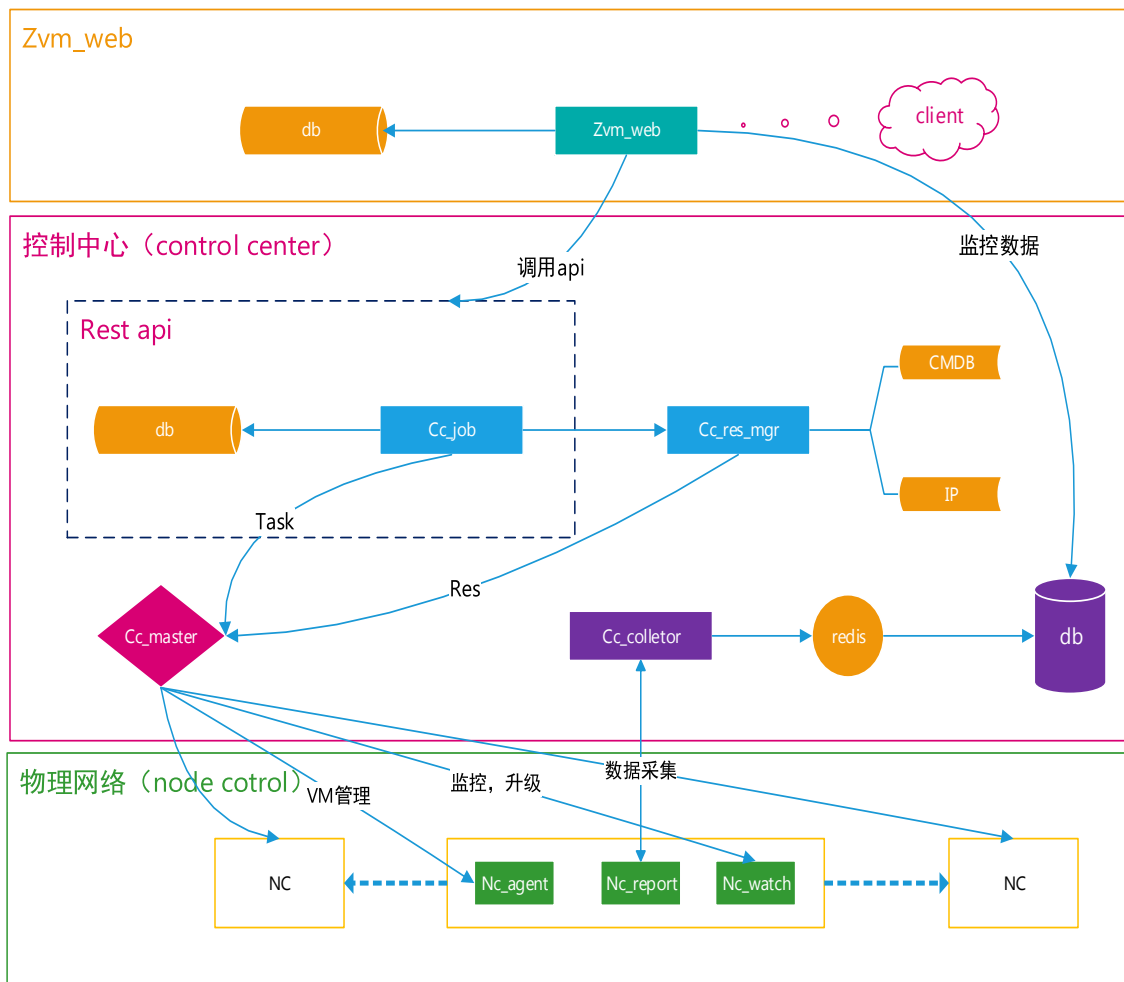 Zvm_web
db
Zvm_web
client
控制中心（control center）
监控数据
调用api
Rest api
CMDB
db
Cc_job
Cc_res_mgr
IP
Task
Res
Cc_master
Cc_colletor
redis
db
物理网络（node cotrol）
VM管理
监控，升级
数据采集
NC
Nc_agent
Nc_report
Nc_watch
NC